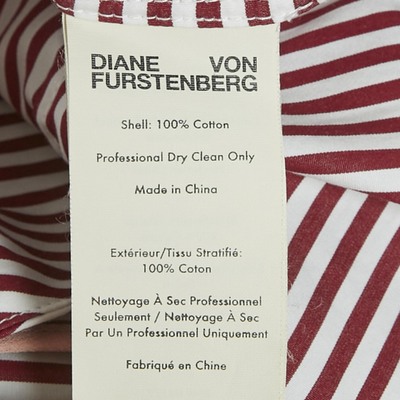 DIANE VON
FURSTENBERG
Shell: 100% Cotton
Professional Dry Clean Only
Made in China
Extérieur/Tissu Stratifié:
100% Coton
Nettoyage À Sec Professionnel
Seulement / Nettoyage À Sec
Par Un Professionnel Uniquement
Fabriqué en Chine